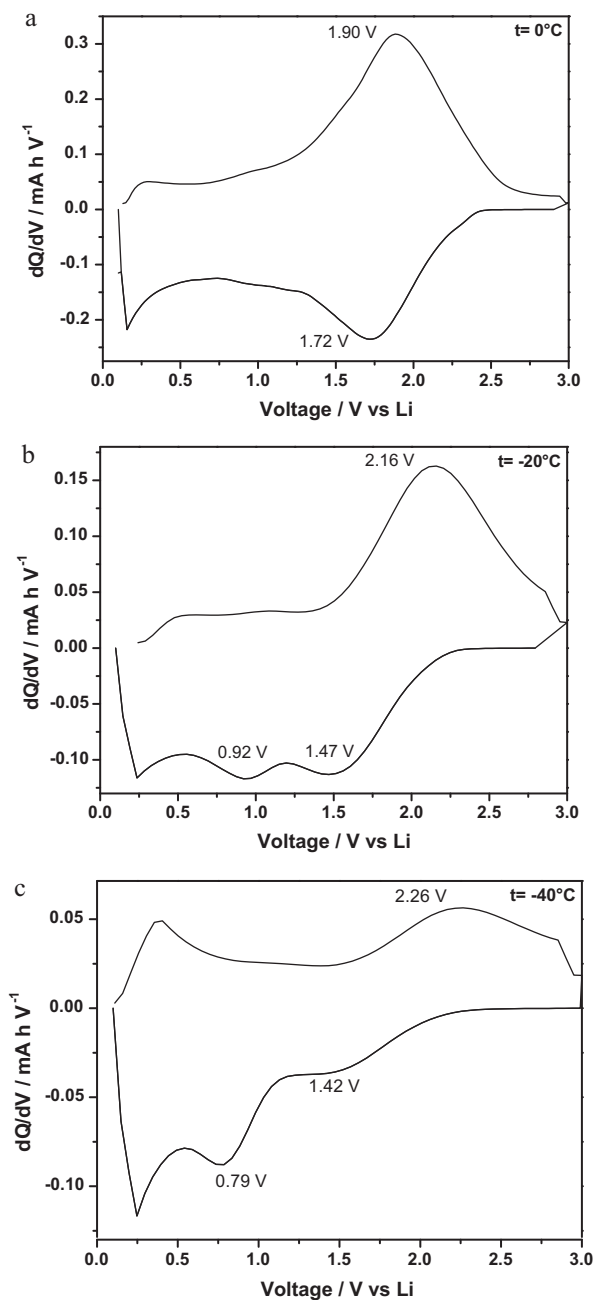 a
t= 0°C
1.90 V
0.3
0.2
0.1
0.0
-0.1
-0.2
dQ/dV / mA h V-1
1.72 V
0.0 0.5 1.0 1.5 2.0 2.5 3.0
Voltage / V vs Li
b
t= -20°C
2.16 V
0.15
0.10
0.05
0.00
-0.05
-0.10
dQ/dV / mA h V-1
0.92 V 1.47 V
0.0 0.5 1.0 1.5 2.0 2.5 3.0
Voltage / V vs Li
c
t= -40°C
2.26 V
0.05
0.00
-0.05
-0.10
dQ/dV / mA h V-1
1.42 V
0.79 V
0.0 0.5 1.0 1.5 2.0 2.5 3.0
Voltage / V vs Li